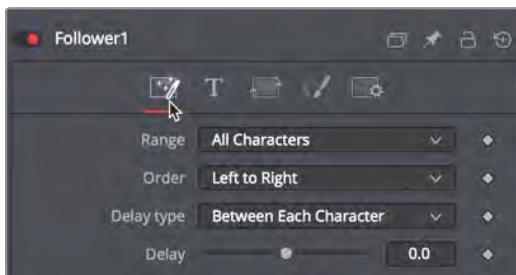 Follower1
T
Range All Characters
Order Left to Right
Delay type Between Each Character
Delay 0.0